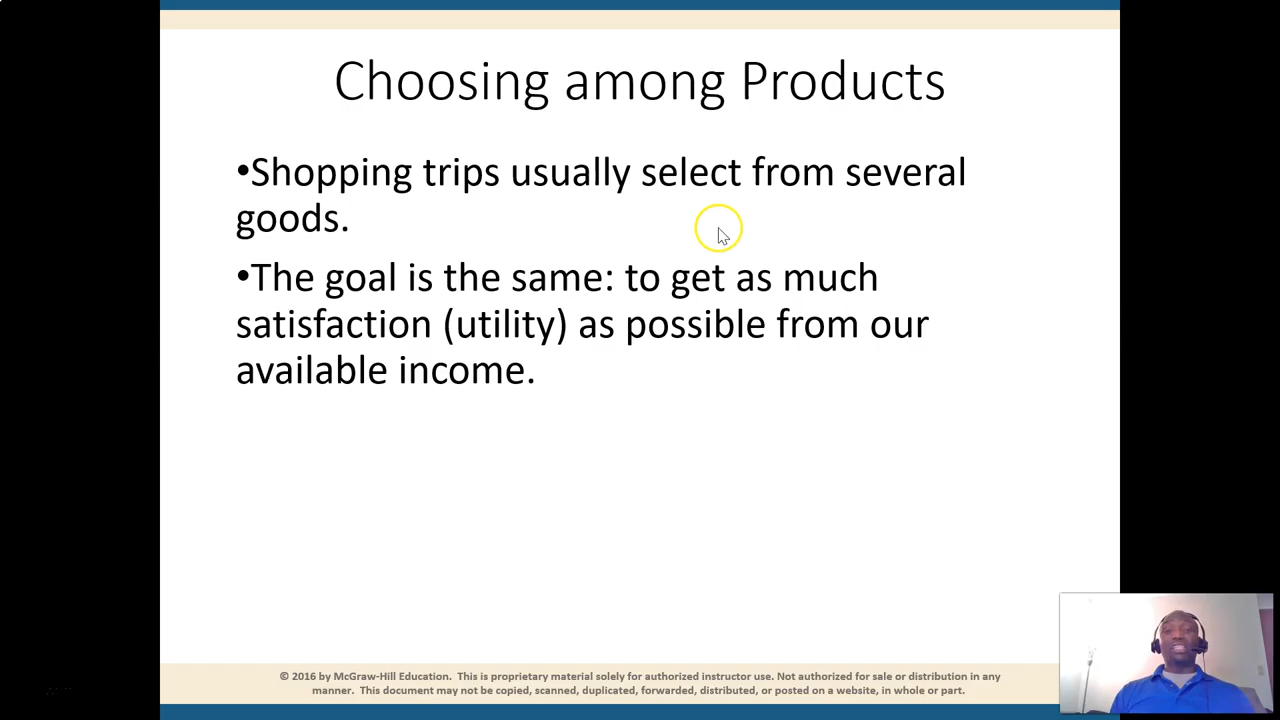 Choosing among Products
•Shopping trips usually select from several
goods.
•The goal is the same: to get as much
satisfaction (utility) as possible from our
available income.
© 2016 by McGraw-Hill Education. This is proprietary material solely for authorized instructor use. Not authorized for sale or distribution in any
manner. This document may not be copied, scanned, duplicated, forwarded, distributed, or posted on a website, in whole or part.